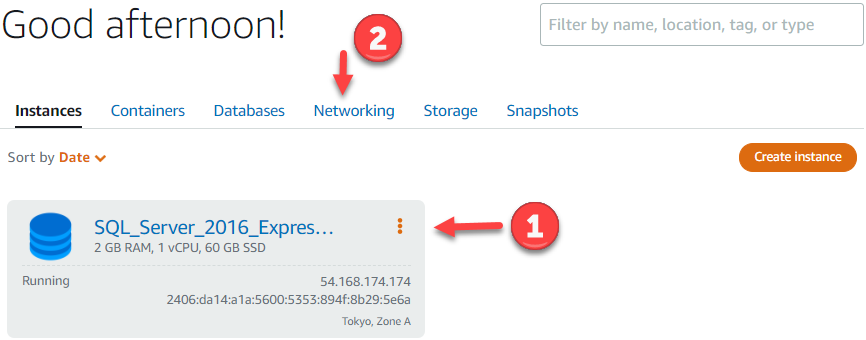 Good afternoon!
Filter by name, location, tag, or type
2
Instances Containers Databases Networking Storage Snapshots
Sort by Date
Create instance
SQL_Server_2016_Expres...
2 GB RAM, 1 vCPU, 60 GB SSD
1
Running 54.168.174.174
2406:da14:a1a:5600:5353:894f:8b29:5e6a
Tokyo, Zone A